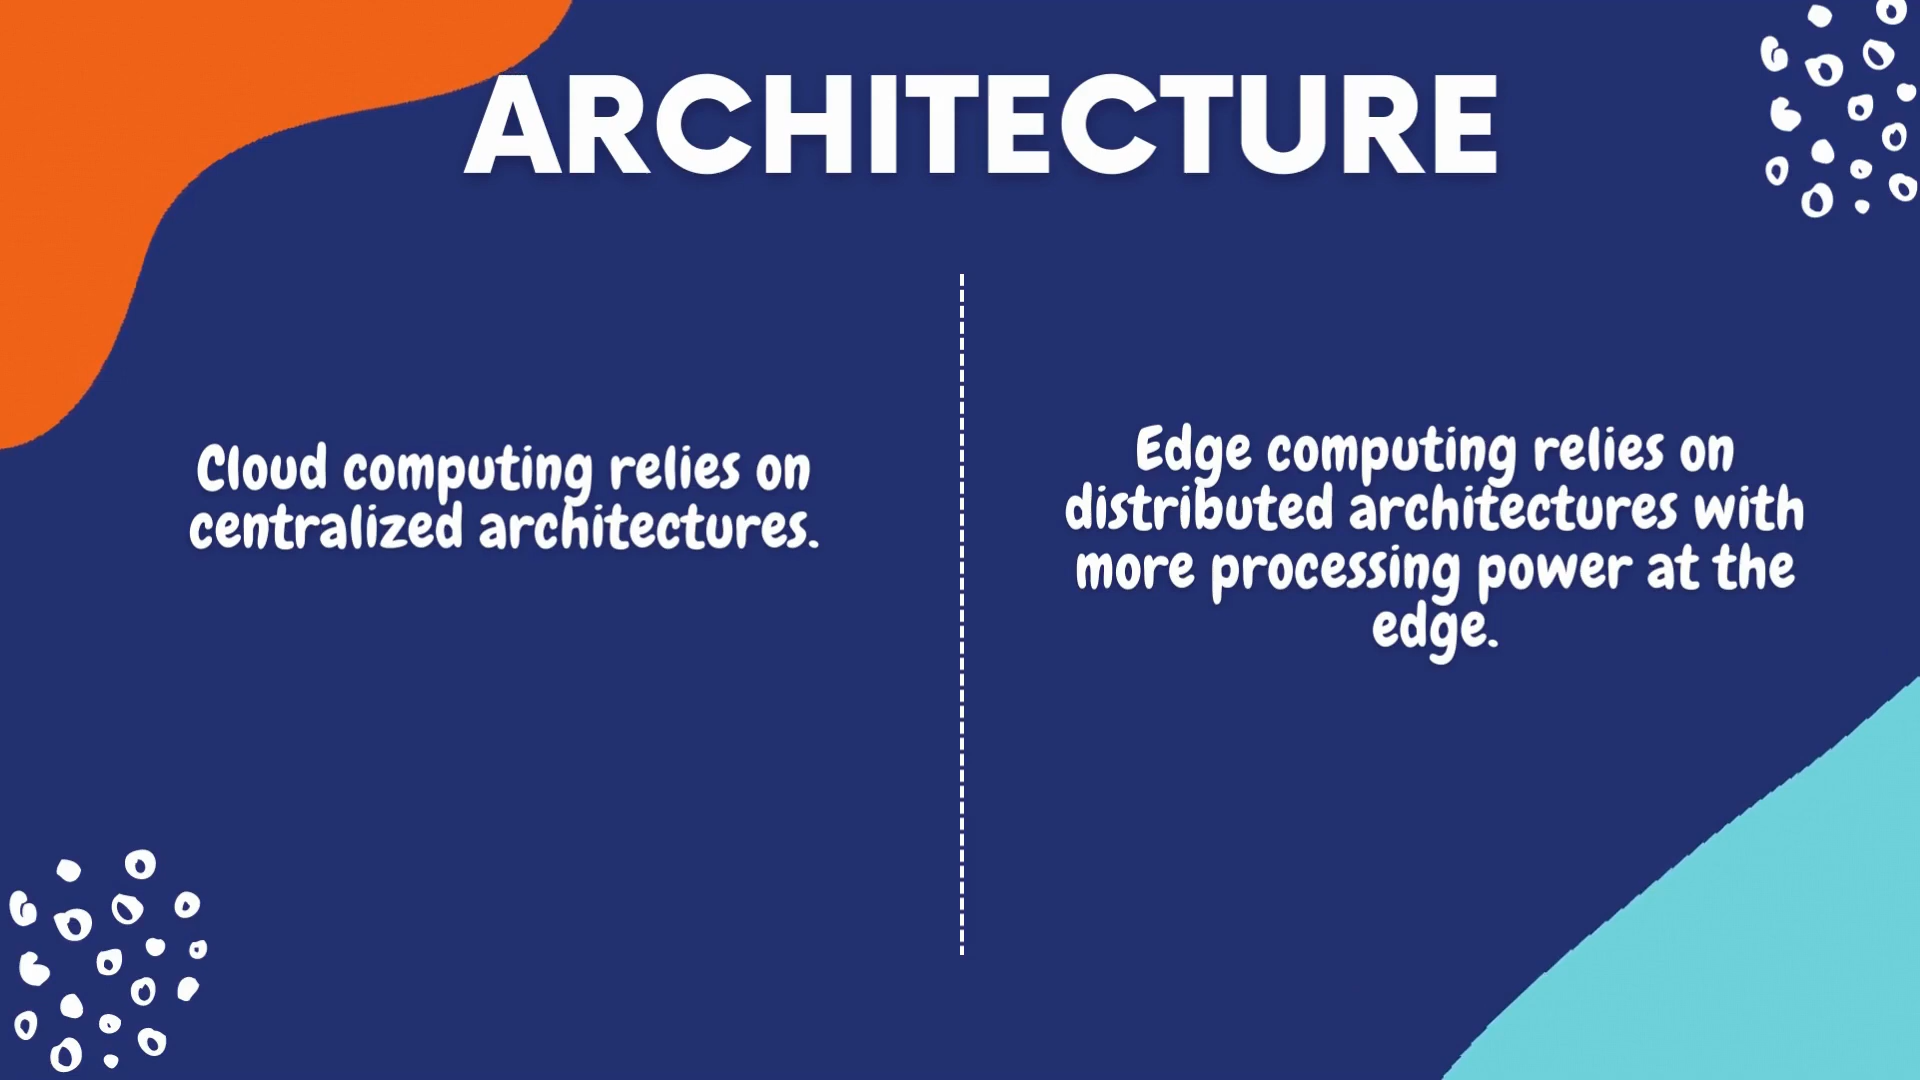 ARCHITECTURE
Cloud computing relies on
centralized architectures.
Edge computing relies on
distributed architectures with
more processing power at the
edge.